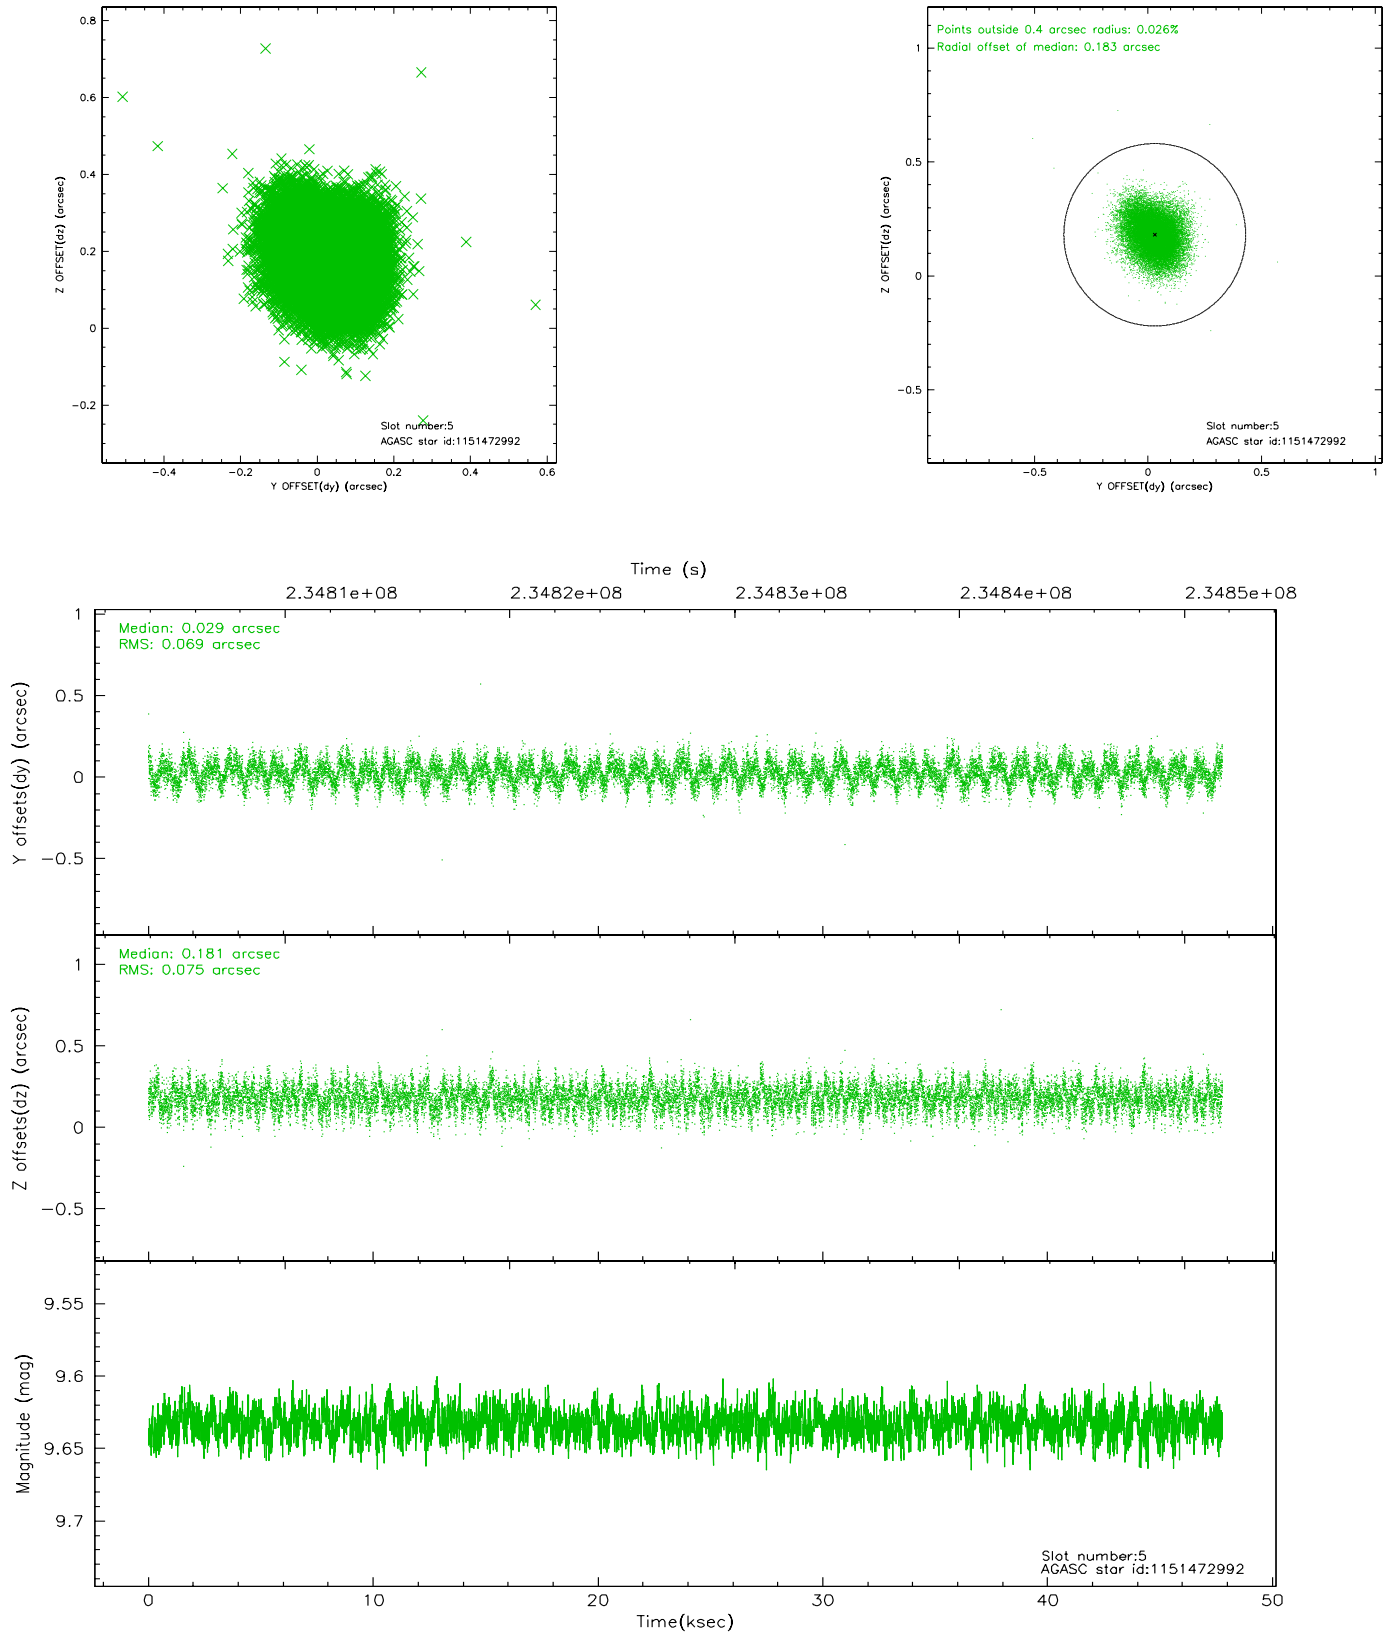 0.8
0.6
0.4
0.2
0
−0.2
−0.4
−0.2
0
0.2
0.4
0.6
Z OFFSET(dz) (arcsec)
Y OFFSET(dy) (arcsec)
Slot number:5
AGASC star id:1151472992
Points outside 0.4 arcsec radius: 0.026%
Radial offset of median: 0.183 arcsec
1
0.5
0
−0.5
−0.5
0
0.5
1
Z OFFSET(dz) (arcsec)
Y OFFSET(dy) (arcsec)
Slot number:5
AGASC star id:1151472992
Time (s)
2.3481e+08
2.3482e+08
2.3483e+08
2.3484e+08
2.3485e+08
Median: 0.029 arcsec
RMS: 0.069 arcsec
1
0.5
0
−0.5
Y offsets(dy) (arcsec)
Median: 0.181 arcsec
RMS: 0.075 arcsec
1
0.5
0
−0.5
Z offsets(dz) (arcsec)
9.55
9.6
9.65
9.7
Magnitude (mag)
Slot number:5
AGASC star id:1151472992
0
10
20
30
40
50
Time(ksec)